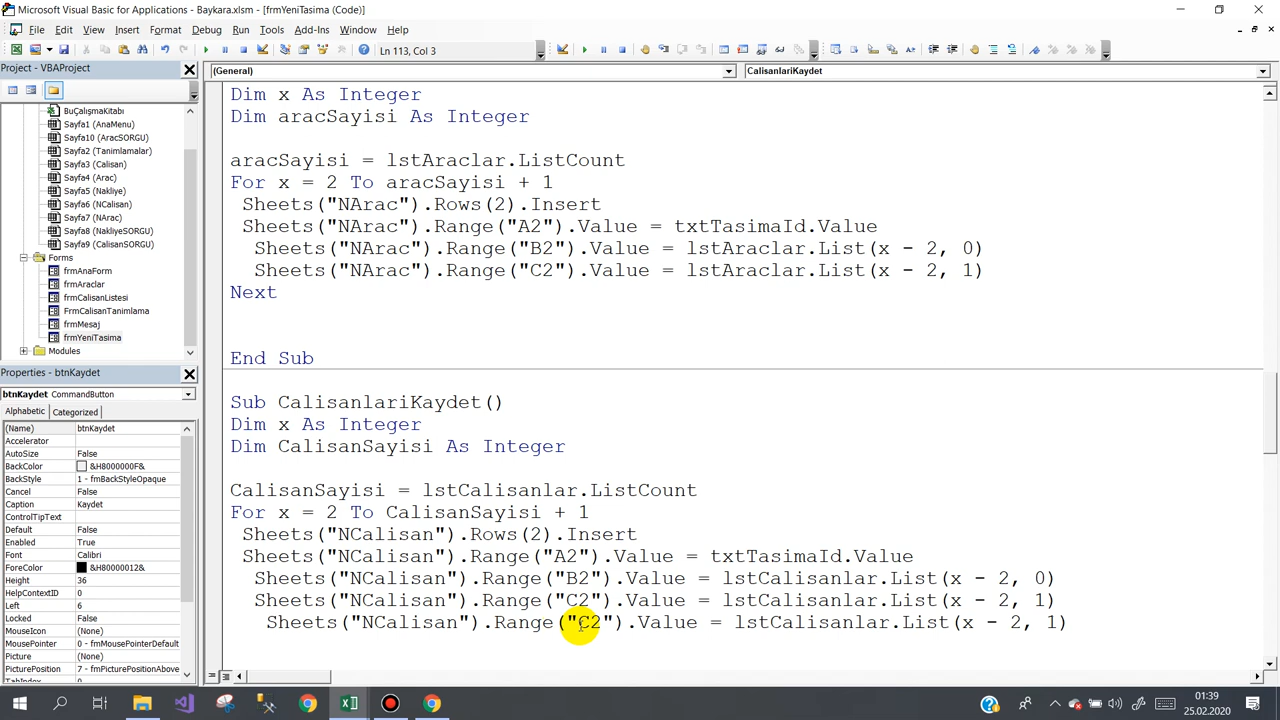 Microsoft Visual Basic for Applications - Baykara.xlsm - [frmYeniTasima (Code)]
File Edit View Insert Format Debug Run Tools Add-Ins Window Help
Ln 113, Col 3
Project - VBAProject
(General) CalisanlariKaydet
BuÇalışmaKitabı
Sayfa1 (AnaMenu)
Sayfa10 (AracSORGU)
Sayfa2 (Tanimlamalar)
Sayfa3 (Calisan)
Sayfa4 (Arac)
Sayfa5 (Nakliye)
Sayfa6 (NCalisan)
Sayfa7 (NArac)
Sayfa8 (NakliyeSORGU)
Sayfa9 (CalisanSORGU)
Forms
frmAnaForm
frmAraclar
frmCalisanListesi
FrmCalisanTanimlama
frmMesaj
frmYeniTasima
Modules
Properties - btnKaydet
btnKaydet CommandButton
Alphabetic Categorized
(Name) btnKaydet
Accelerator
AutoSize False
BackColor &H8000000F&
BackStyle 1 - fmBackStyleOpaque
Cancel False
Caption Kaydet
ControlTipText
Default False
Enabled True
Font Calibri
ForeColor &H80000012&
Height 36
HelpContextID 0
Left 6
Locked False
MouseIcon (None)
MousePointer 0 - fmMousePointerDefault
Picture (None)
PicturePosition 7 - fmPicturePositionAbove
TabIndex 0
Dim x As Integer
Dim aracSayisi As Integer
aracSayisi = lstAraclar.ListCount
For x = 2 To aracSayisi + 1
Sheets("NArac").Rows(2).Insert
Sheets("NArac").Range("A2").Value = txtTasimaId.Value
Sheets("NArac").Range("B2").Value = lstAraclar.List(x - 2, 0)
Sheets("NArac").Range("C2").Value = lstAraclar.List(x - 2, 1)
Next
End Sub
Sub CalisanlariKaydet()
Dim x As Integer
Dim CalisanSayisi As Integer
CalisanSayisi = lstCalisanlar.ListCount
For x = 2 To CalisanSayisi + 1
Sheets("NCalisan").Rows(2).Insert
Sheets("NCalisan").Range("A2").Value = txtTasimaId.Value
Sheets("NCalisan").Range("B2").Value = lstCalisanlar.List(x - 2, 0)
Sheets("NCalisan").Range("C2").Value = lstCalisanlar.List(x - 2, 1)
Sheets("NCalisan").Range("C2").Value = lstCalisanlar.List(x - 2, 1)
01:39
25.02.2020